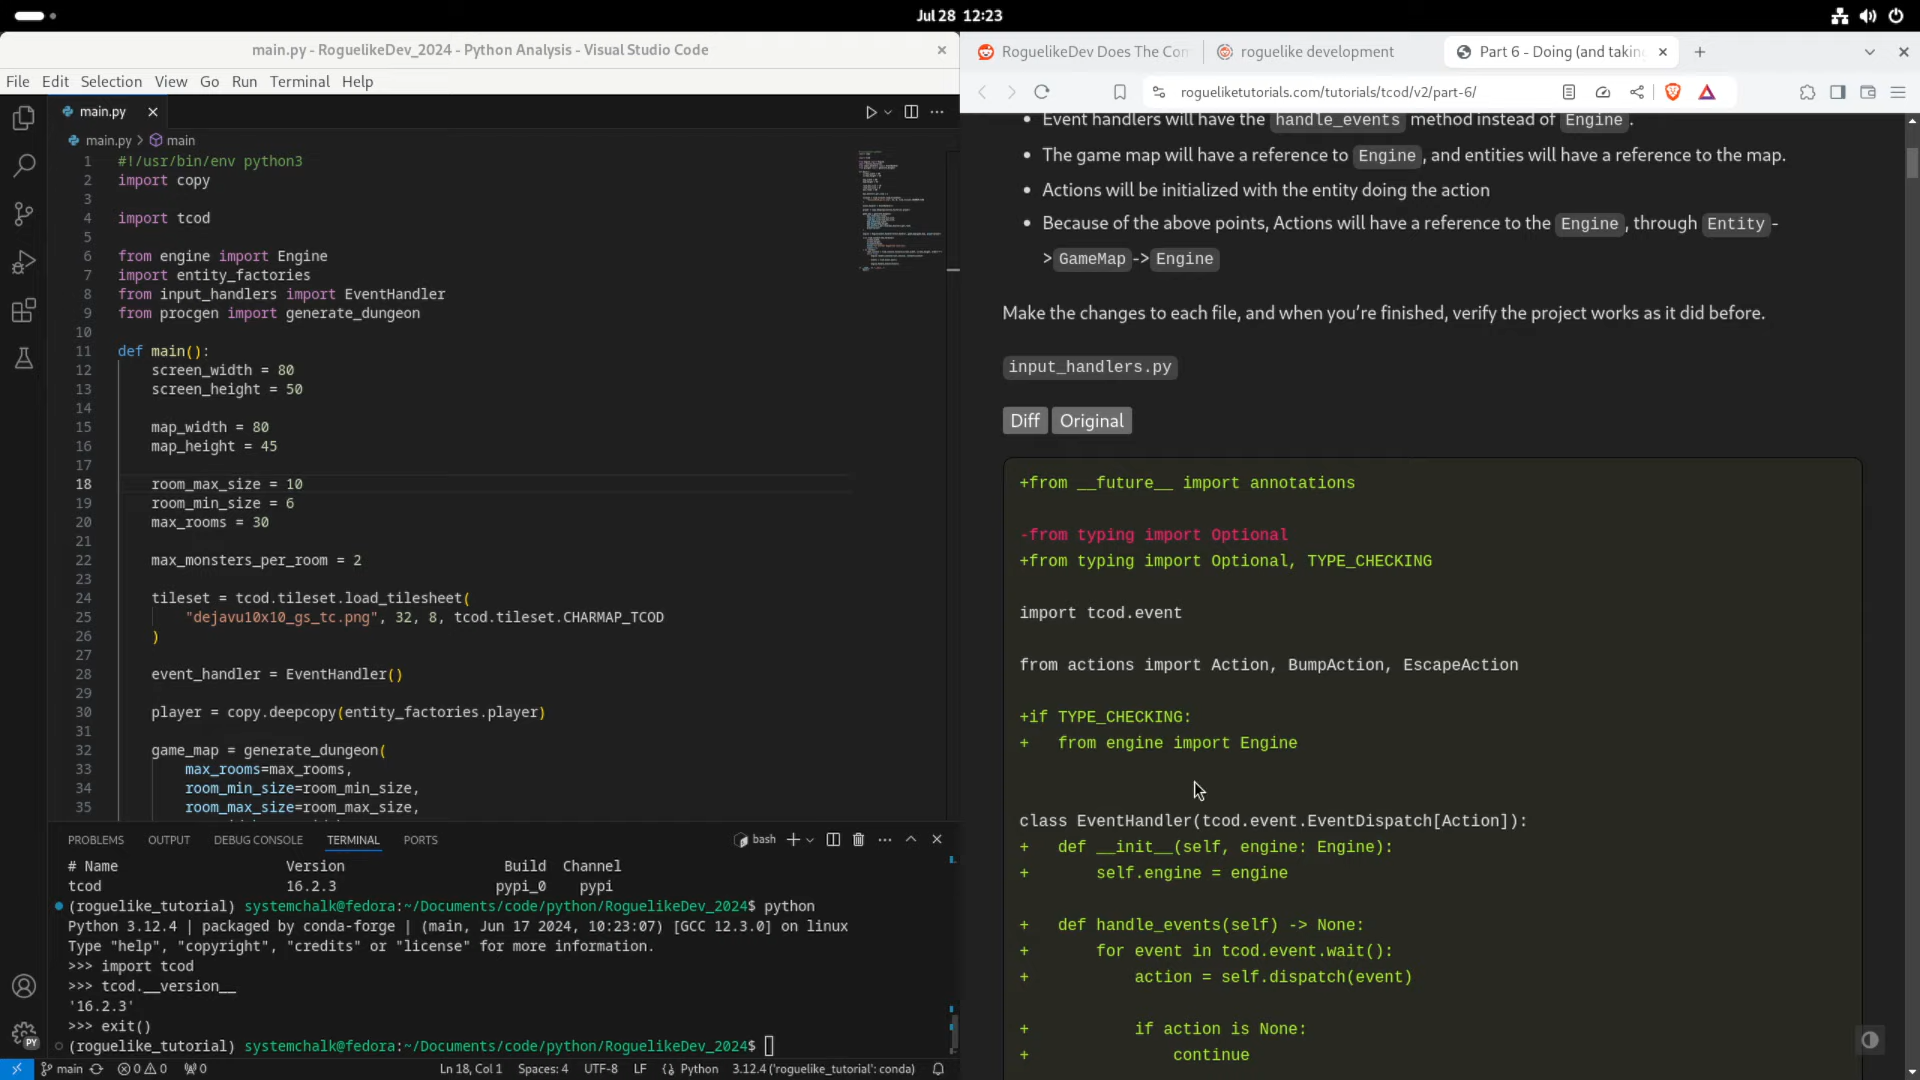 Jul 28 12:23
main.py - RoguelikeDev_2024 - Python Analysis - Visual Studio Code
File Edit Selection View Go Run Terminal Help
main.py
main.py > main
1 #!/usr/bin/env python3
2 import copy
3
4 import tcod
5
6 from engine import Engine
7 import entity_factories
8 from input_handlers import EventHandler
9 from procgen import generate_dungeon
10
11 def main():
12 screen_width = 80
13 screen_height = 50
14
15 map_width = 80
16 map_height = 45
17
18 room_max_size = 10
19 room_min_size = 6
20 max_rooms = 30
21
22 max_monsters_per_room = 2
23
24 tileset = tcod.tileset.load_tilesheet(
25 "dejavu10x10_gs_tc.png", 32, 8, tcod.tileset.CHARMAP_TCOD
26 )
27
28 event_handler = EventHandler()
29
30 player = copy.deepcopy(entity_factories.player)
31
32 game_map = generate_dungeon(
33 max_rooms=max_rooms,
34 room_min_size=room_min_size,
35 room_max_size=room_max_size,
PROBLEMS OUTPUT DEBUG CONSOLE TERMINAL PORTS
bash
# Name Version Build Channel
tcod 16.2.3 pypi_0 pypi
(roguelike_tutorial) systemchalk@fedora:~/Documents/code/python/RoguelikeDev_2024$ python
Python 3.12.4 | packaged by conda-forge | (main, Jun 17 2024, 10:23:07) [GCC 12.3.0] on linux
Type "help", "copyright", "credits" or "license" for more information.
>>> import tcod
>>> tcod.__version__
'16.2.3'
>>> exit()
(roguelike_tutorial) systemchalk@fedora:~/Documents/code/python/RoguelikeDev_2024$
PY
main 0 0 0 Ln 18, Col 1 Spaces: 4 UTF-8 LF Python 3.12.4 ('roguelike_tutorial': conda)
RoguelikeDev Does The Con
roguelike development
Part 6 - Doing (and takin
rogueliketutorials.com/tutorials/tcod/v2/part-6/
• Event handlers will have the handle_events method instead of Engine.
• The game map will have a reference to Engine, and entities will have a reference to the map.
• Actions will be initialized with the entity doing the action
• Because of the above points, Actions will have a reference to the Engine, through Entity-
>GameMap->Engine
Make the changes to each file, and when you’re finished, verify the project works as it did before.
input_handlers.py
Diff Original
+from __future__ import annotations
-from typing import Optional
+from typing import Optional, TYPE_CHECKING
import tcod.event
from actions import Action, BumpAction, EscapeAction
+if TYPE_CHECKING:
+ from engine import Engine
class EventHandler(tcod.event.EventDispatch[Action]):
+ def __init__(self, engine: Engine):
+ self.engine = engine
+ def handle_events(self) -> None:
+ for event in tcod.event.wait():
+ action = self.dispatch(event)
+ if action is None:
+ continue